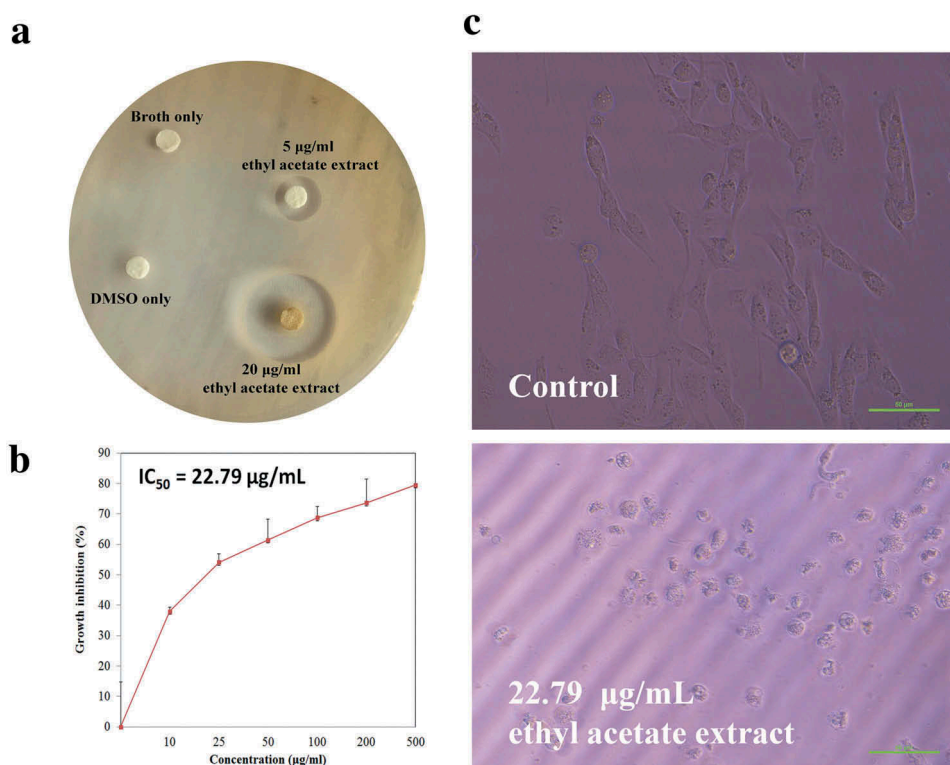 a
Broth only
5 µg/ml
ethyl acetate extract
DMSO only
20 µg/ml
ethyl acetate extract
b
IC50 = 22.79 µg/mL
Growth inhibition (%)
90
80
70
60
50
40
30
20
10
0
10 25 50 100 200 500
Concentration (µg/ml)
c
Control
50 µm
22.79 µg/mL
ethyl acetate extract